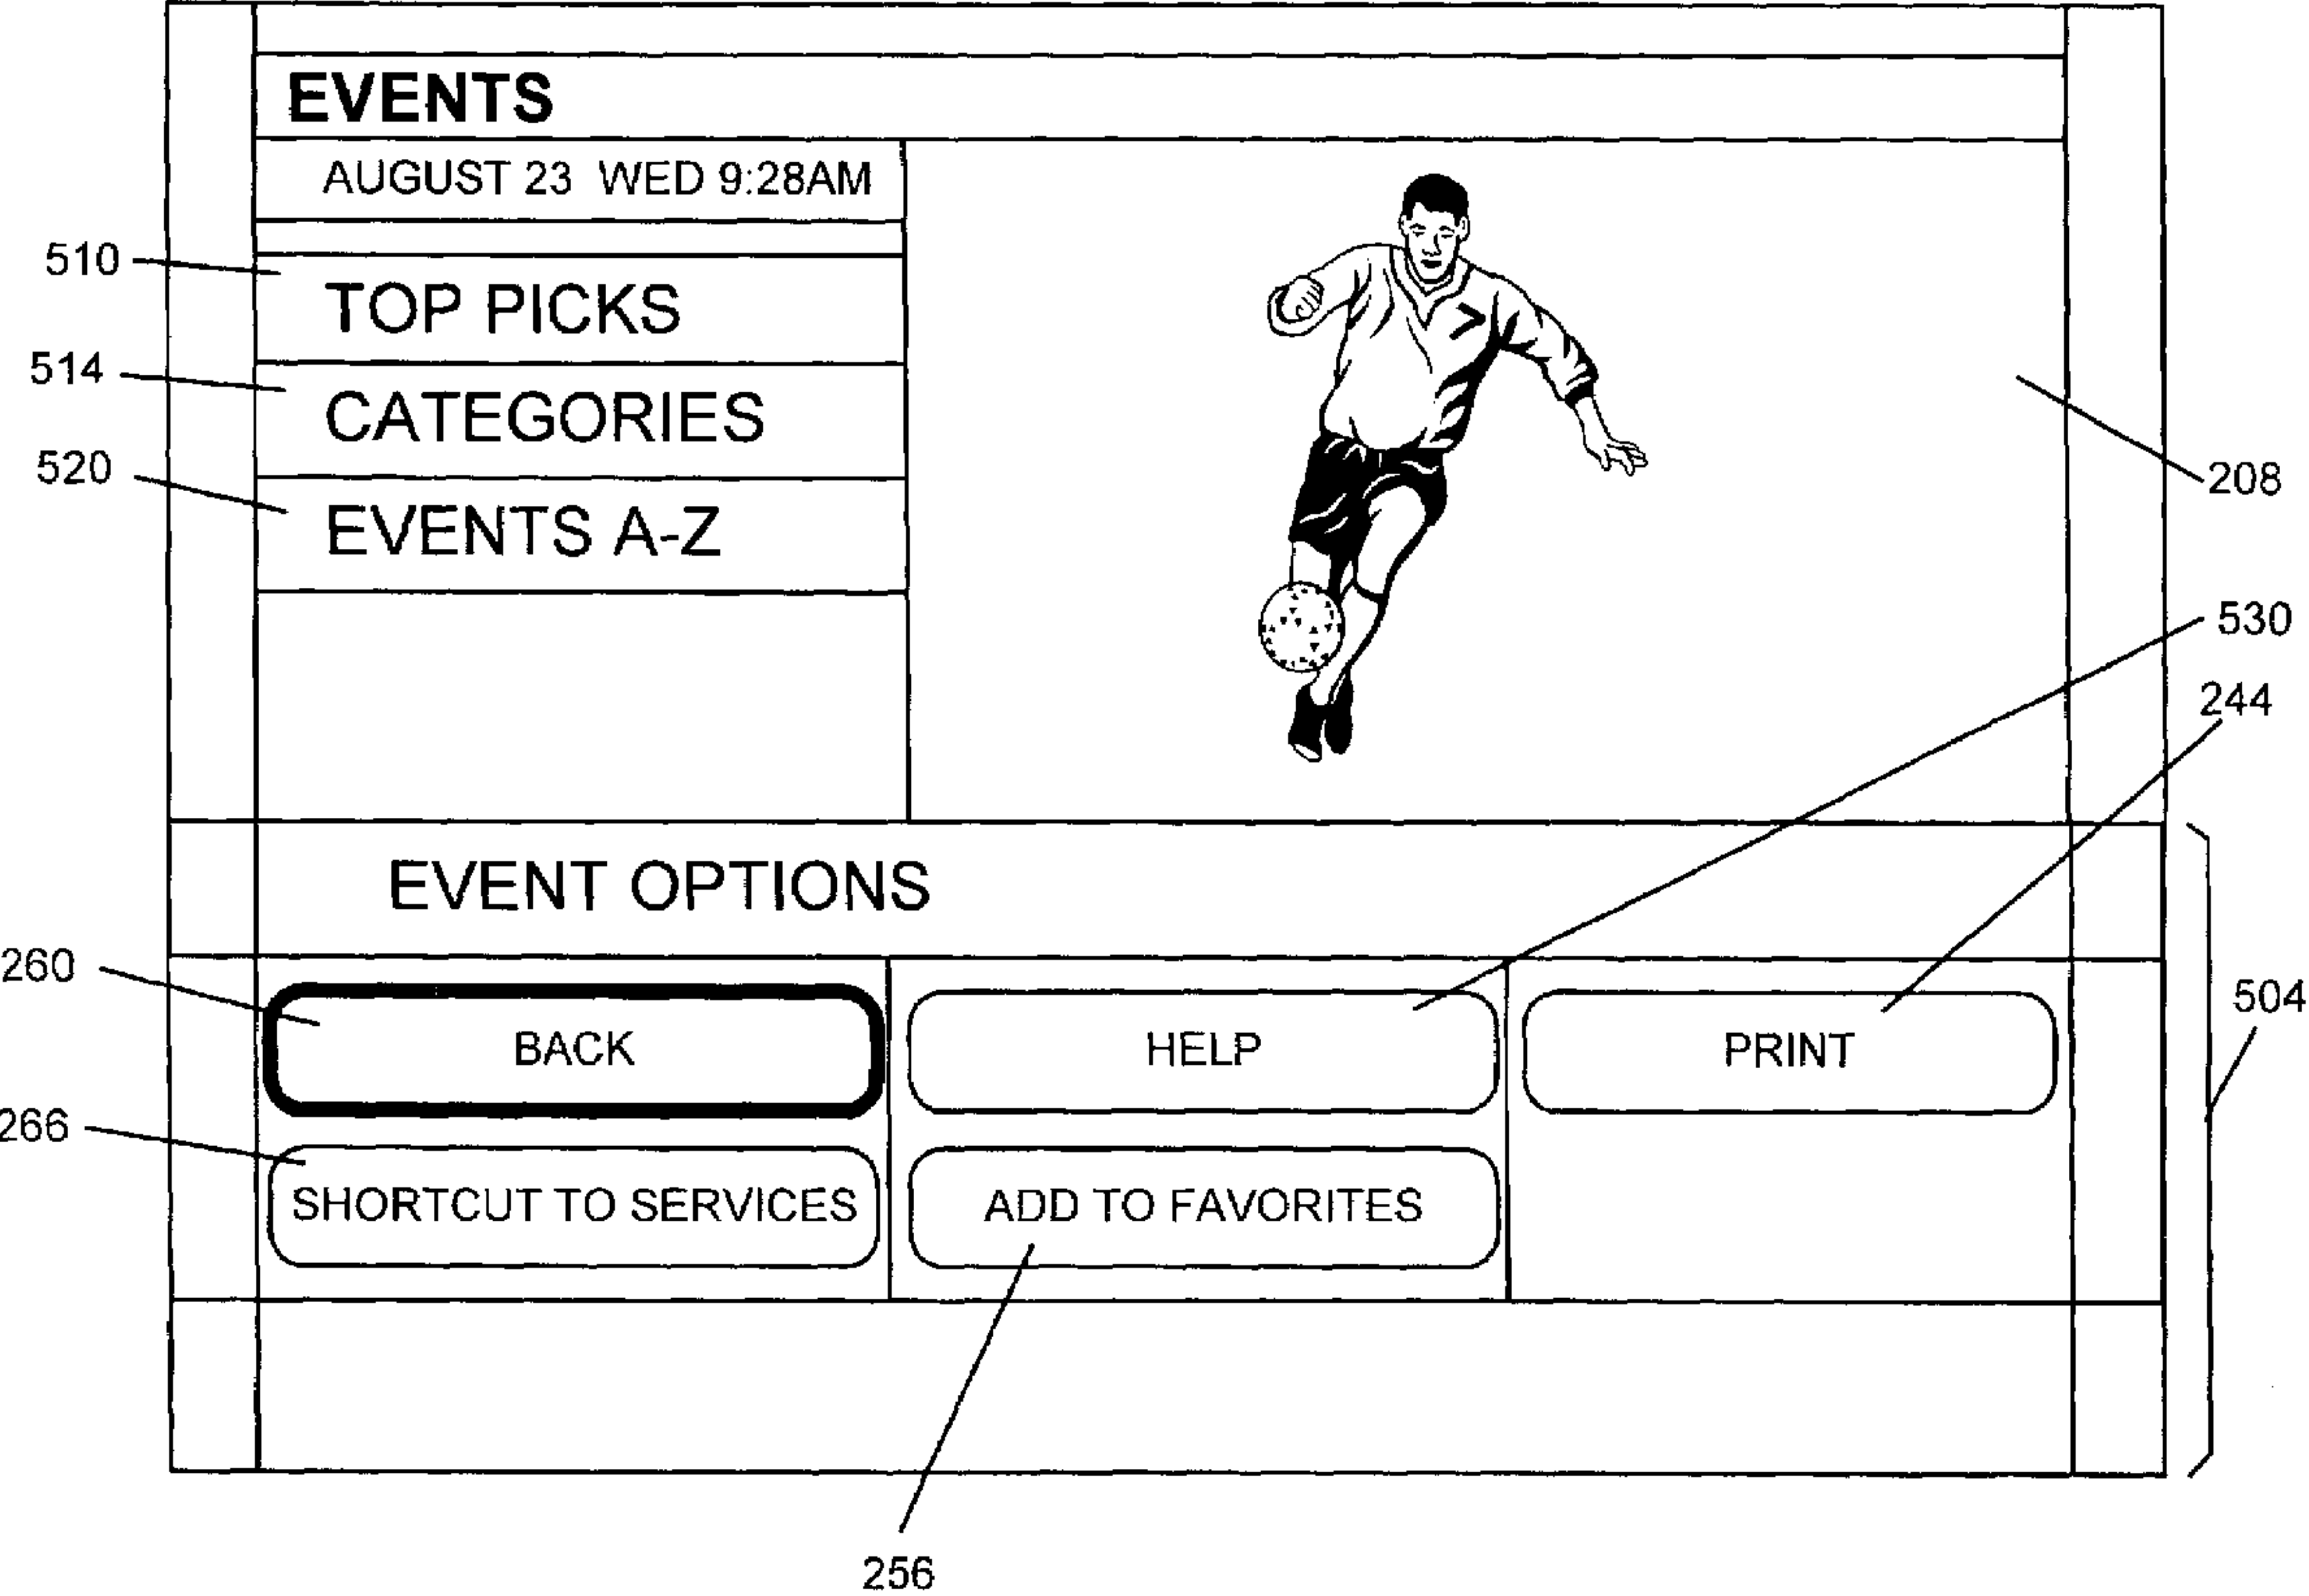 EVENTS
AUGUST 23 WED 9:28AM
510
TOP PICKS
514
CATEGORIES
520
EVENTS A-Z
208
530
244
EVENT OPTIONS
260
504
BACK
HELP
PRINT
266
SHORTCUT TO SERVICES
ADD TO FAVORITES
256